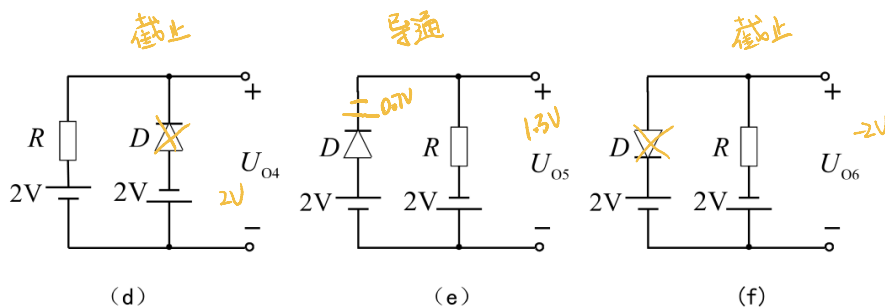 截止
导通
截止
R
D
2V
2V
2V
+
U_O4
−
0.7V
D
R
2V
2V
1.3V
+
U_O5
−
D
R
2V
2V
-2V
+
U_O6
−
(d)
(e)
(f)